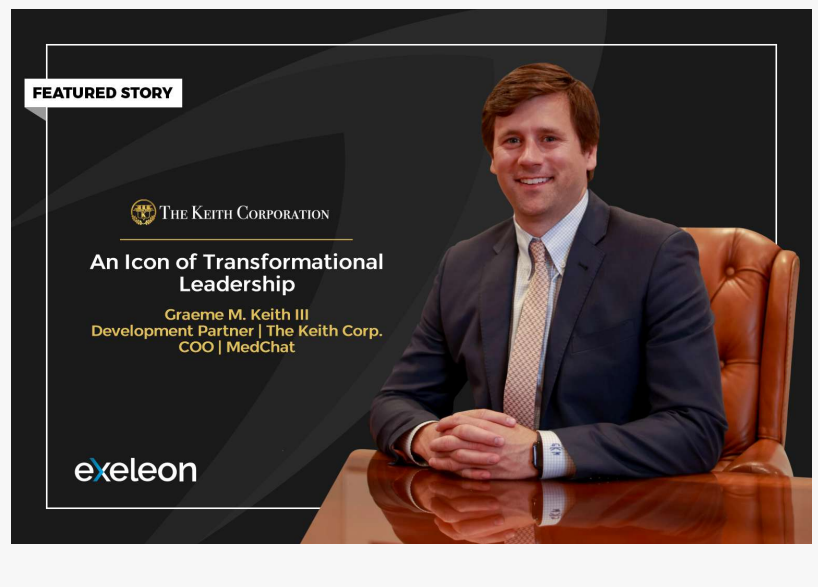 FEATURED STORY
THE KEITH CORPORATION
An Icon of Transformational
Leadership
Graeme M. Keith III
Development Partner | The Keith Corp.
COO | MedChat
exeleon